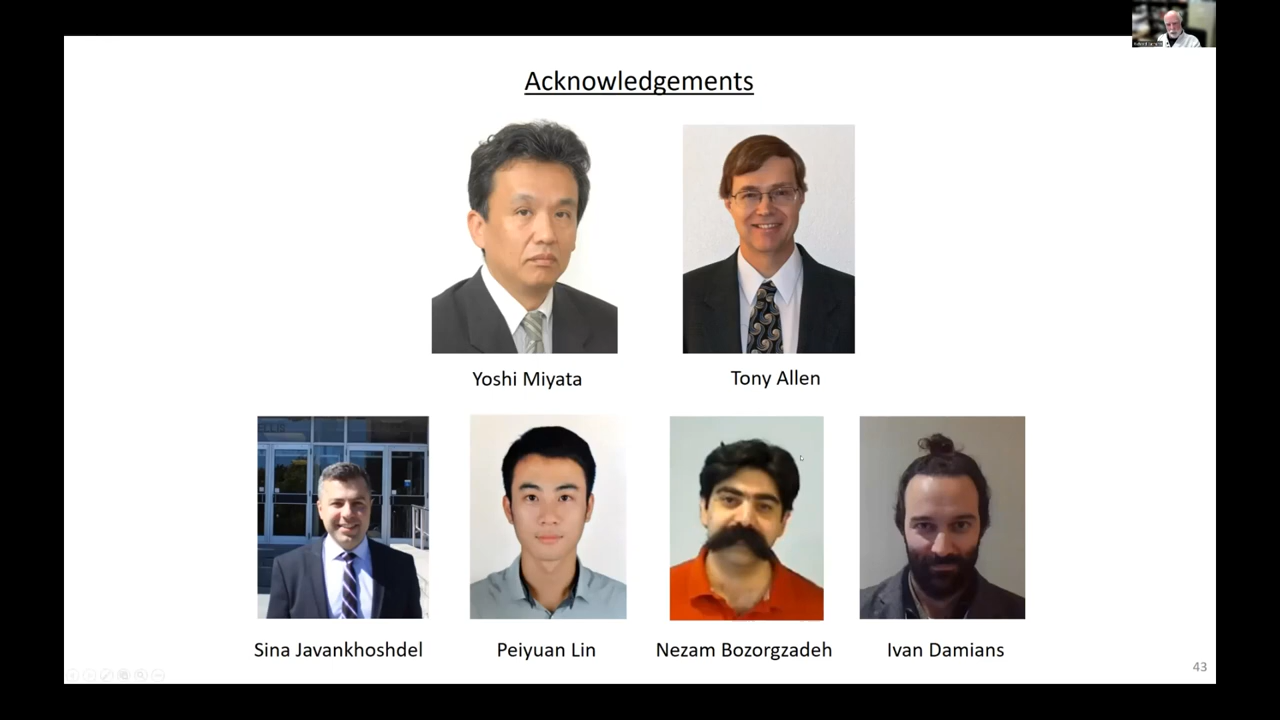 Acknowledgements
Yoshi Miyata
Tony Allen
Sina Javankhoshdel
Peiyuan Lin
Nezam Bozorgzadeh
Ivan Damians
43